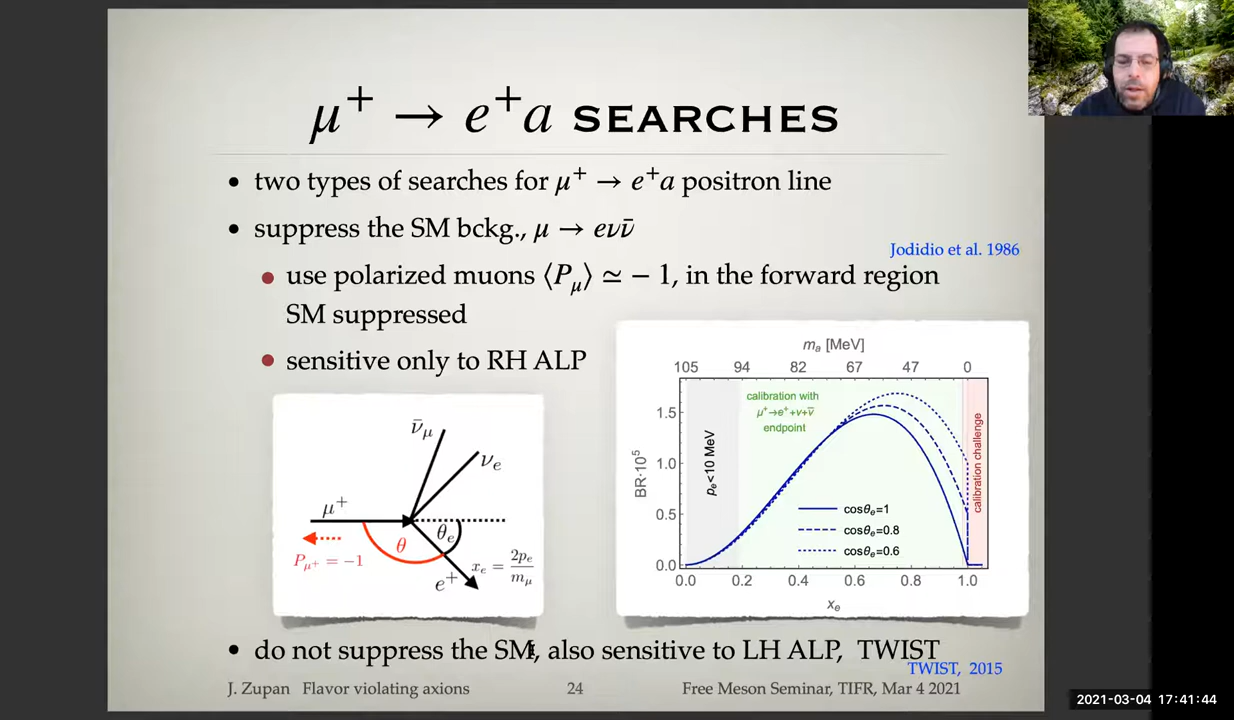 μ⁺ → e⁺a SEARCHES
• two types of searches for μ⁺ → e⁺a positron line
• suppress the SM bckg., μ → eνν̄
Jodidio et al. 1986
• use polarized muons ⟨Pμ⟩ ≃ − 1, in the forward region
SM suppressed
• sensitive only to RH ALP
ν̄μ
νe
μ⁺
θ
θe
Pμ⁺ = −1
e⁺
xe = 2pe/mμ
ma [MeV]
105 94 82 67 47 0
calibration with
μ⁺→e⁺+ν+ν̄
endpoint
pe<10 MeV
calibration challenge
BR·10⁵
1.5
1.0
0.5
0.0
cosθe=1
cosθe=0.8
cosθe=0.6
0.0 0.2 0.4 0.6 0.8 1.0
xe
• do not suppress the SM, also sensitive to LH ALP, TWIST
TWIST, 2015
J. Zupan Flavor violating axions 24 Free Meson Seminar, TIFR, Mar 4 2021
2021-03-04 17:41:44